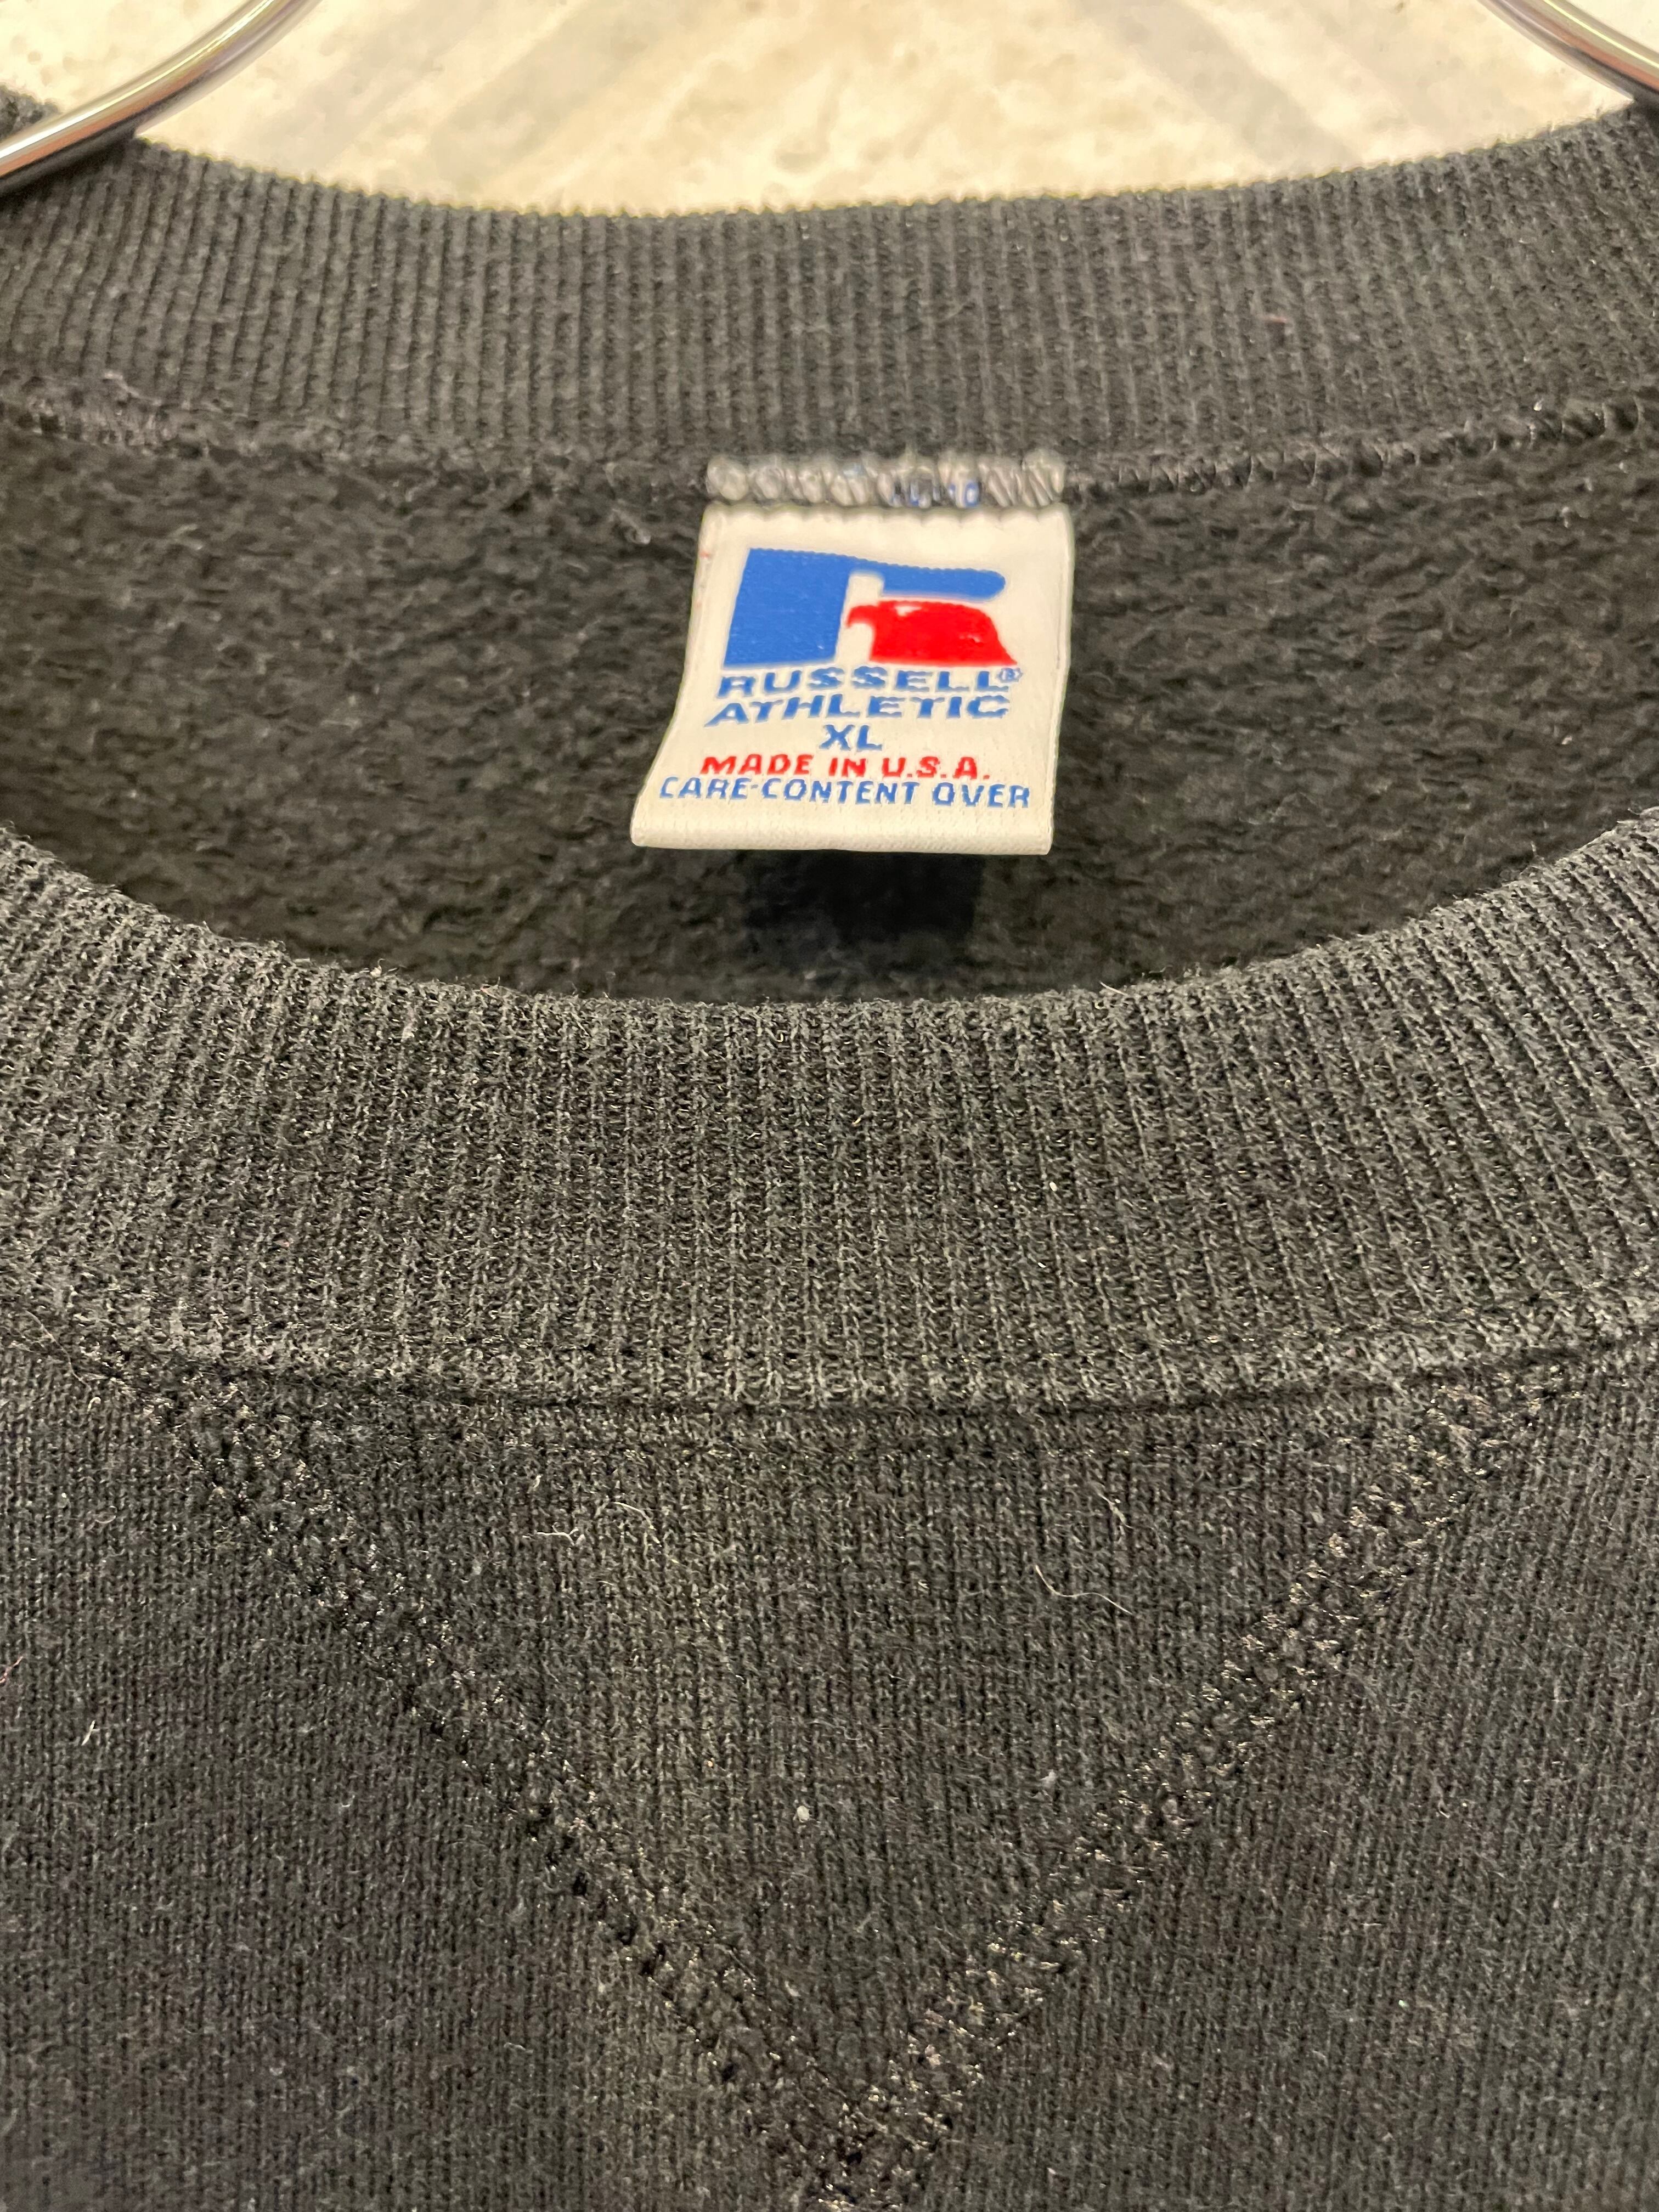 RUSSELL®
ATHLETIC
XL
MADE IN U.S.A.
CARE-CONTENT OVER